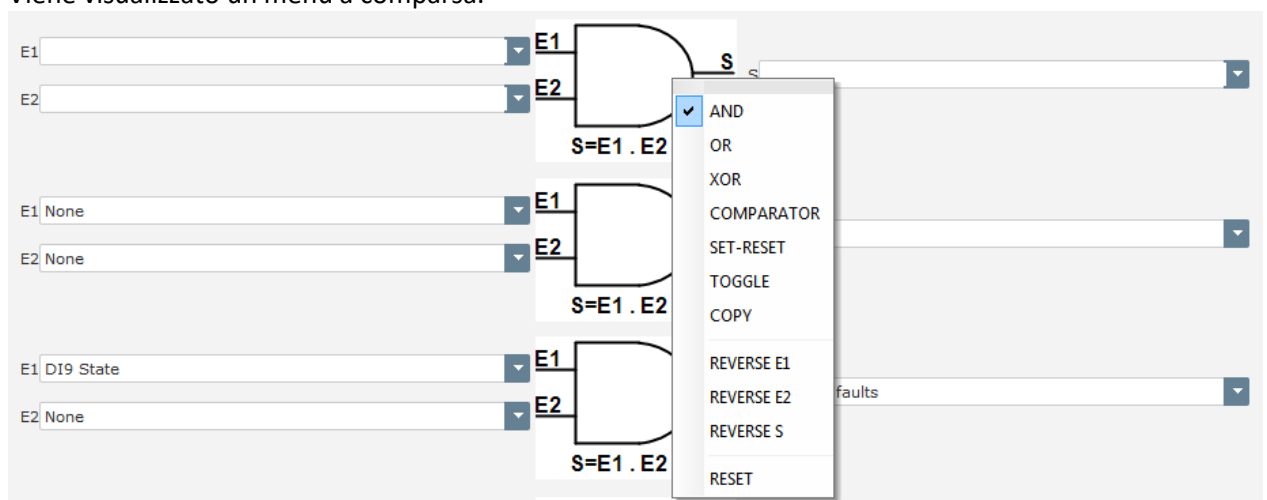 Viene visualizzato un menu a comparsa.
E1 E1 S S
E2 E2
S=E1 . E2
AND
OR
XOR
COMPARATOR
SET-RESET
TOGGLE
COPY
REVERSE E1
REVERSE E2
REVERSE S
RESET
E1 None E1
E2 None E2
S=E1 . E2
E1 DI9 State E1
E2 None E2
faults
S=E1 . E2